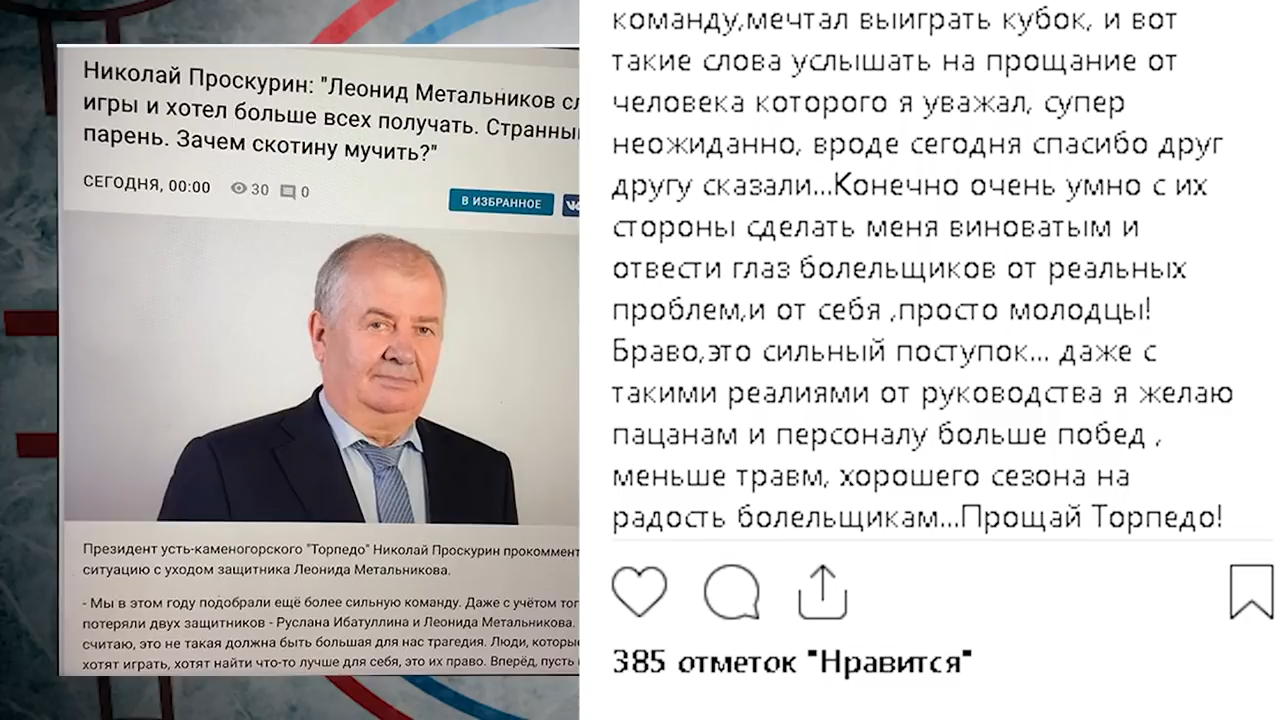 Николай Проскурин: "Леонид Метальников
игры и хотел больше всех получать.
парень. Зачем скотину мучить?"
СЕГОДНЯ, 00:00 30 0
В ИЗБРАННОЕ
Президент усть-каменогорского "Торпедо" Николай Проскурин
ситуацию с уходом защитника Леонида Метальникова.
- Мы в этом году подобрали ещё более сильную команду. Даже с учётом
потеряли двух защитников - Руслана Ибатуллина и Леонида Метальникова.
считаю, это не такая должна быть большая для нас трагедия. Люди,
хотят играть, хотят найти что-то лучше для себя, это их право. Вперёд, пусть
команду,мечтал выиграть кубок, и вот
такие слова услышать на прощание от
человека которого я уважал, супер
неожиданно, вроде сегодня спасибо друг
другу сказали...Конечно очень умно с их
стороны сделать меня виноватым и
отвести глаз болельщиков от реальных
проблем,и от себя ,просто молодцы!
Браво,это сильный поступок... даже с
такими реалиями от руководства я желаю
пацанам и персоналу больше побед ,
меньше травм, хорошего сезона на
радость болельщикам...Прощай Торпедо!
385 отметок "Нравится"